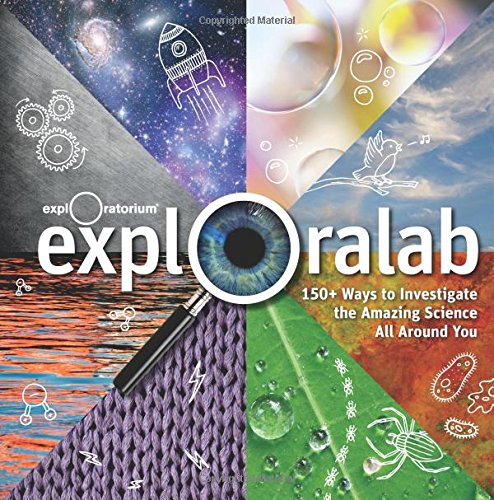 Copyrighted Material
explOratorium®
explOralab
150+ Ways to Investigate
the Amazing Science
All Around You